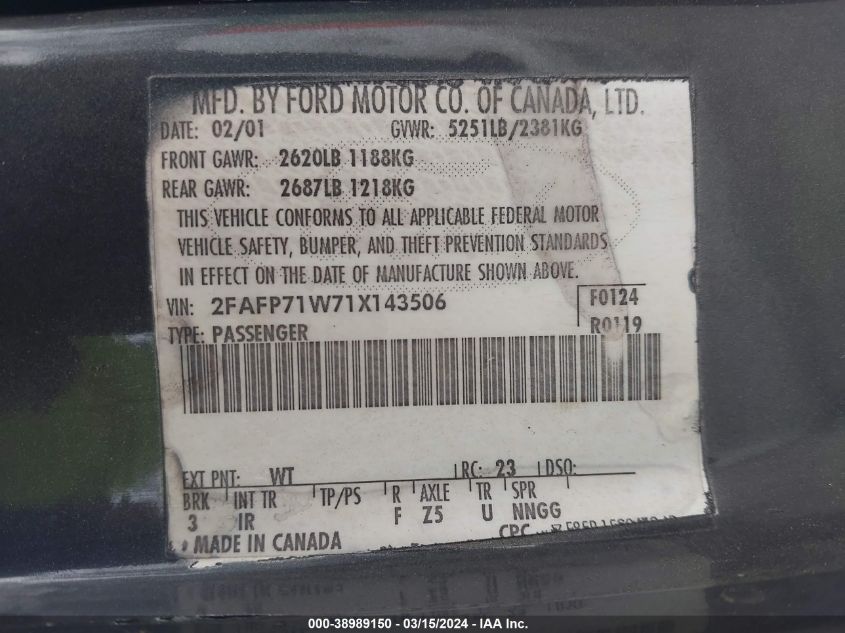 MFD. BY FORD MOTOR CO. OF CANADA, LTD.
DATE: 02/01 GVWR: 5251LB/2381KG
FRONT GAWR: 2620LB 1188KG
REAR GAWR: 2687LB 1218KG
THIS VEHICLE CONFORMS TO ALL APPLICABLE FEDERAL MOTOR
VEHICLE SAFETY, BUMPER, AND THEFT PREVENTION STANDARDS
IN EFFECT ON THE DATE OF MANUFACTURE SHOWN ABOVE.
VIN: 2FAFP71W71X143506 F0124
TYPE: PASSENGER R0119
EXT PNT: WT RC: 23 DSO:
BRK INT TR TP/PS R AXLE TR SPR
3 IR F Z5 U NNGG
MADE IN CANADA CPC
000-38989150 - 03/15/2024 - IAAI Inc.